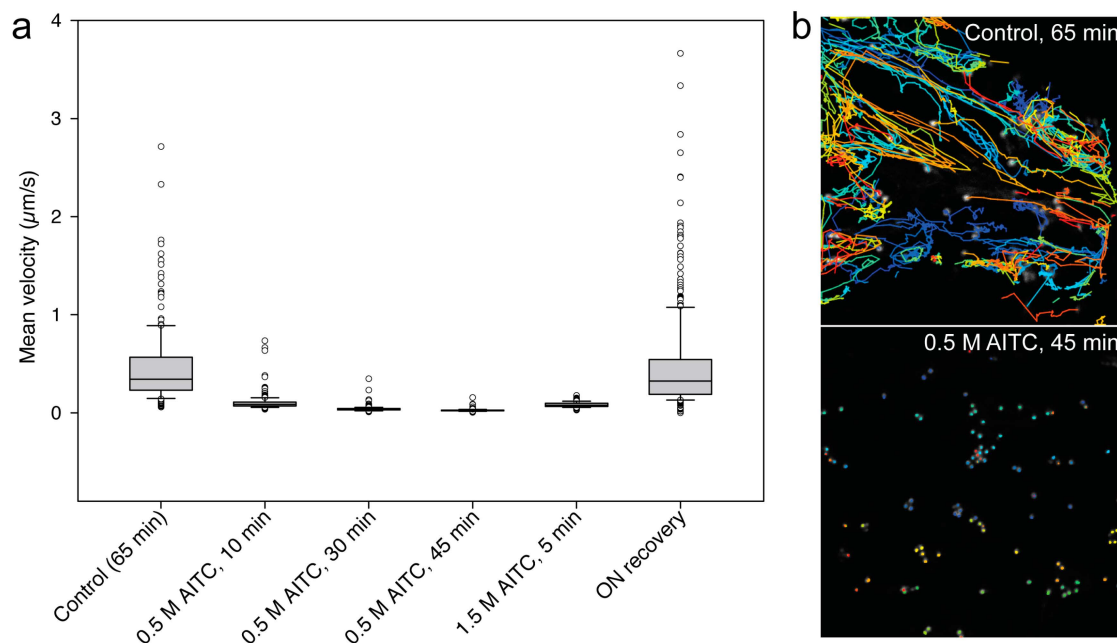 a
4
3
2
1
0
Mean velocity (µm/s)
Control (65 min)
0.5 M AITC, 10 min
0.5 M AITC, 30 min
0.5 M AITC, 45 min
1.5 M AITC, 5 min
ON recovery
b
Control, 65 min
0.5 M AITC, 45 min